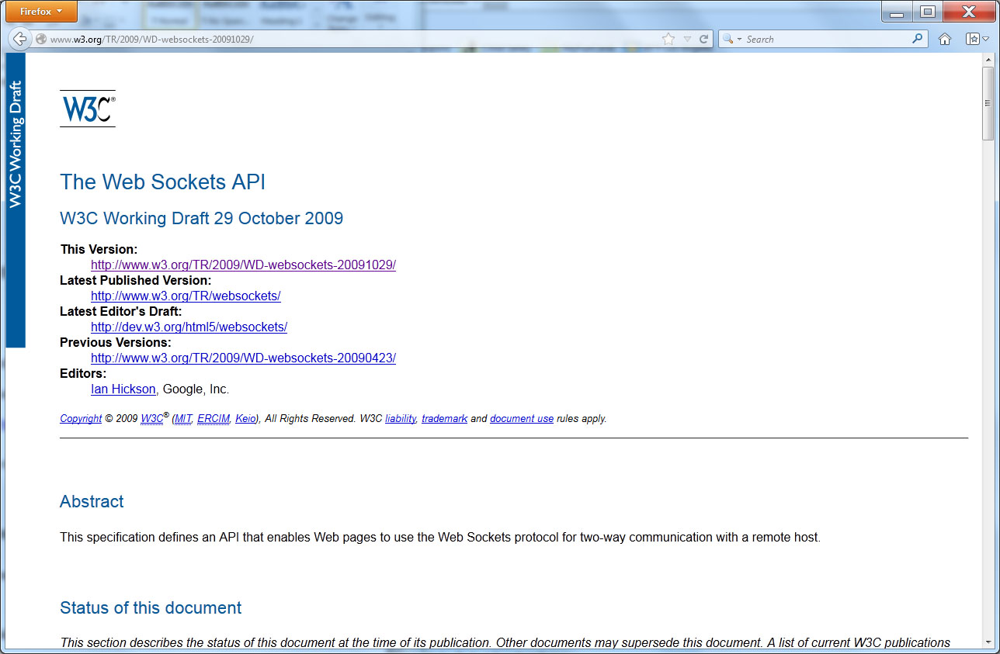 Firefox
www.w3.org/TR/2009/WD-websockets-20091029/
Search
W3C Working Draft
W3C®
The Web Sockets API
W3C Working Draft 29 October 2009
This Version:
http://www.w3.org/TR/2009/WD-websockets-20091029/
Latest Published Version:
http://www.w3.org/TR/websockets/
Latest Editor's Draft:
http://dev.w3.org/html5/websockets/
Previous Versions:
http://www.w3.org/TR/2009/WD-websockets-20090423/
Editors:
Ian Hickson, Google, Inc.
Copyright © 2009 W3C® (MIT, ERCIM, Keio), All Rights Reserved. W3C liability, trademark and document use rules apply.
Abstract
This specification defines an API that enables Web pages to use the Web Sockets protocol for two-way communication with a remote host.
Status of this document
This section describes the status of this document at the time of its publication. Other documents may supersede this document. A list of current W3C publications